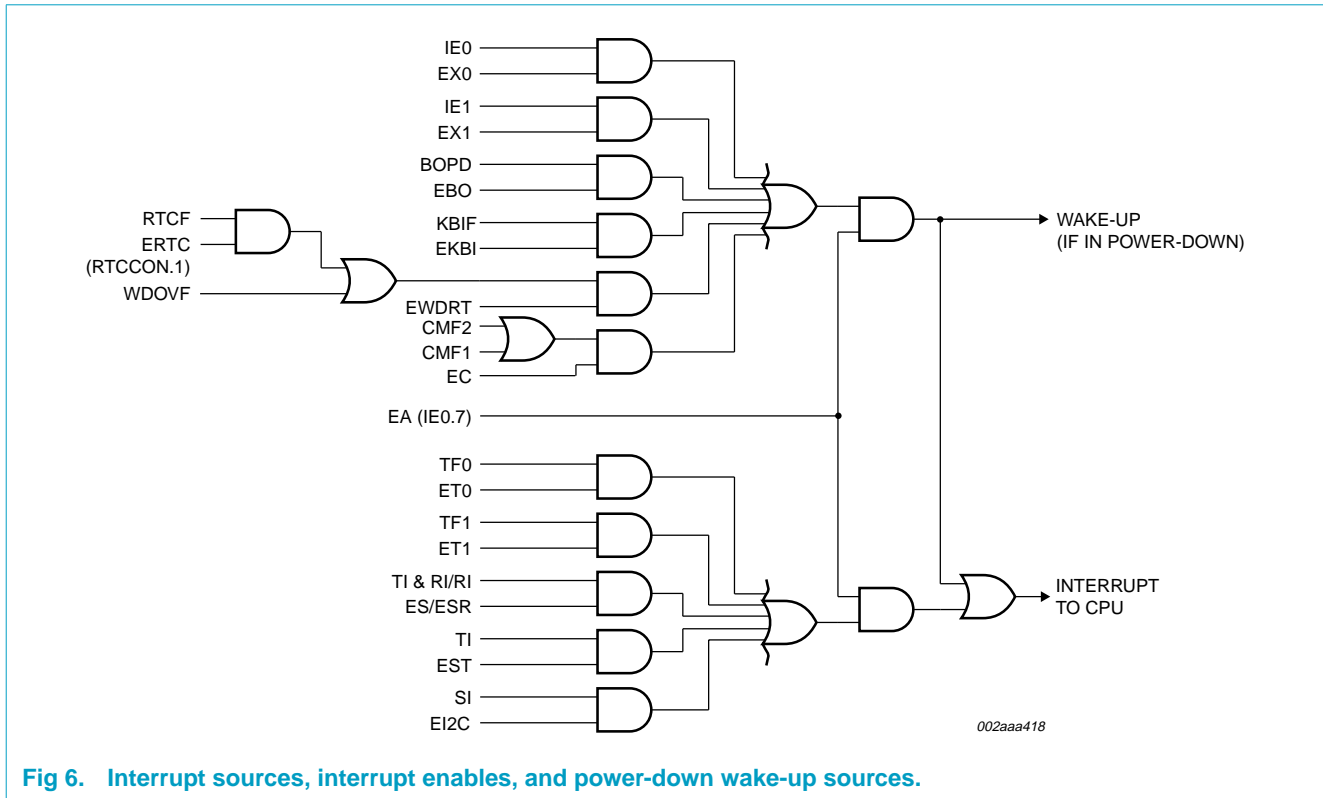 IE0
EX0
IE1
EX1
BOPD
EBO
RTCF
ERTC
(RTCCON.1)
WDOVF
KBIF
EKBI
EWDRT
CMF2
CMF1
EC
WAKE-UP
(IF IN POWER-DOWN)
EA (IE0.7)
TF0
ET0
TF1
ET1
TI & RI/RI
ES/ESR
TI
EST
SI
EI2C
INTERRUPT
TO CPU
002aaa418
Fig 6. Interrupt sources, interrupt enables, and power-down wake-up sources.